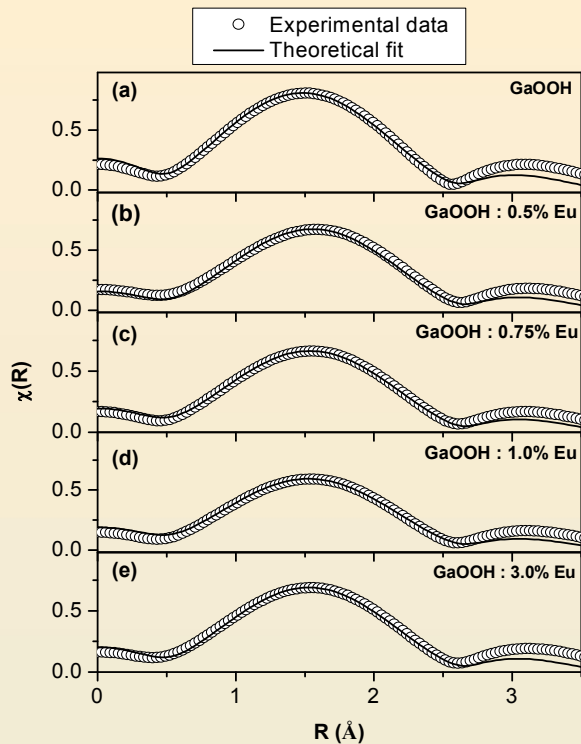 Experimental data
Theoretical fit
(a)
GaOOH
0.5
0.0
(b)
GaOOH : 0.5% Eu
0.5
0.0
(c)
GaOOH : 0.75% Eu
0.5
0.0
(d)
GaOOH : 1.0% Eu
0.5
0.0
(e)
GaOOH : 3.0% Eu
0.5
0.0
χ(R)
0 1 2 3
R (Å)